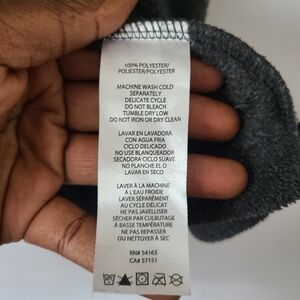 100% POLYESTER/
POLIESTER/POLYESTER
MACHINE WASH COLD
SEPARATELY
DELICATE CYCLE
DO NOT BLEACH
TUMBLE DRY LOW
DO NOT IRON OR DRY CLEAN
LAVAR EN LAVADORA
CON AGUA FRIA
CICLO DELICADO
NO USE BLANQUEADOR
SECADORA CICLO SUAVE
NO PLANCHA EL O
LAVAR EN SECO
LAVER À LA MACHINE
À L'EAU FROIDE
LAVER SÉPARÉMENT
AU CYCLE DÉLICAT
NE PAS JAVELLISER
SÉCHER PAR CULBUTAGE
À BASSE TEMPÉRATURE
NE PAS REPASSER
OU NETTOYER À SEC
RN# 54163
CA# 57151